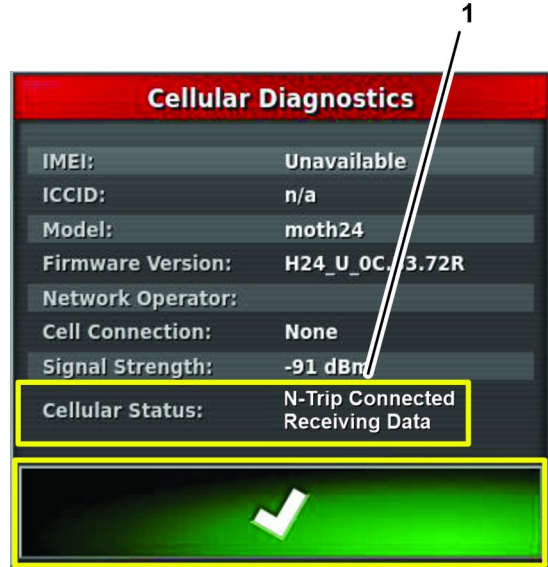 1
Cellular Diagnostics
IMEI: Unavailable
ICCID: n/a
Model: moth24
Firmware Version: H24_U_0C. 3.72R
Network Operator:
Cell Connection: None
Signal Strength: -91 dBm
Cellular Status: N-Trip Connected
Receiving Data